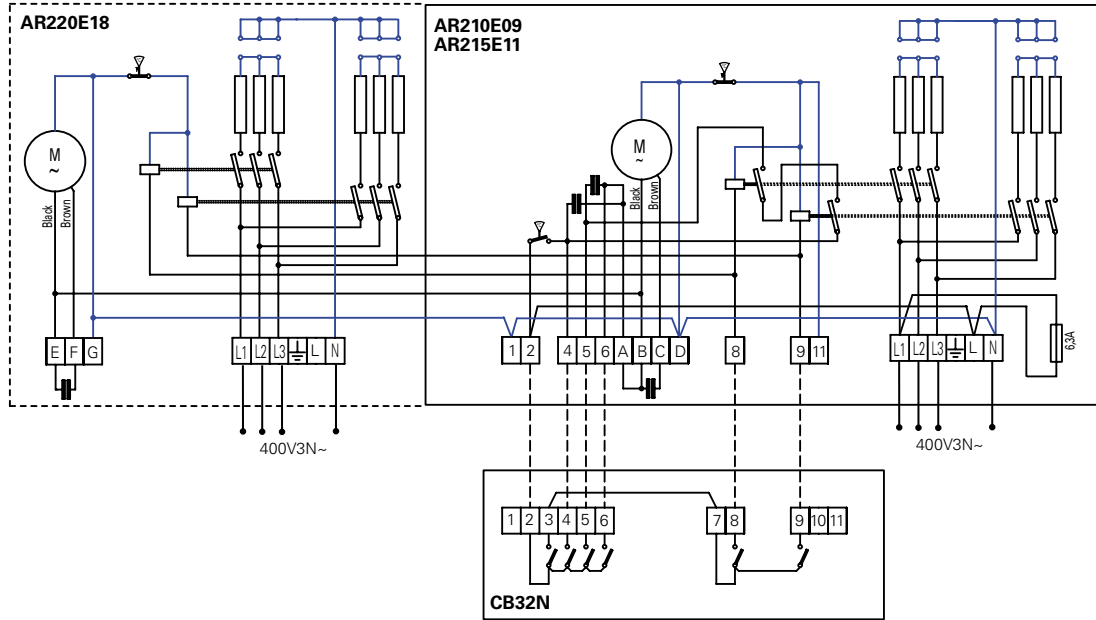 AR220E18
AR210E09
AR215E11
M
~
Black
Brown
M
~
Black
Brown
6,3A
E F G
L1 L2 L3 L N
1 2 4 5 6 A B C D 8 9 11
L1 L2 L3 L N
400V3N~
400V3N~
1 2 3 4 5 6 7 8 9 10 11
CB32N